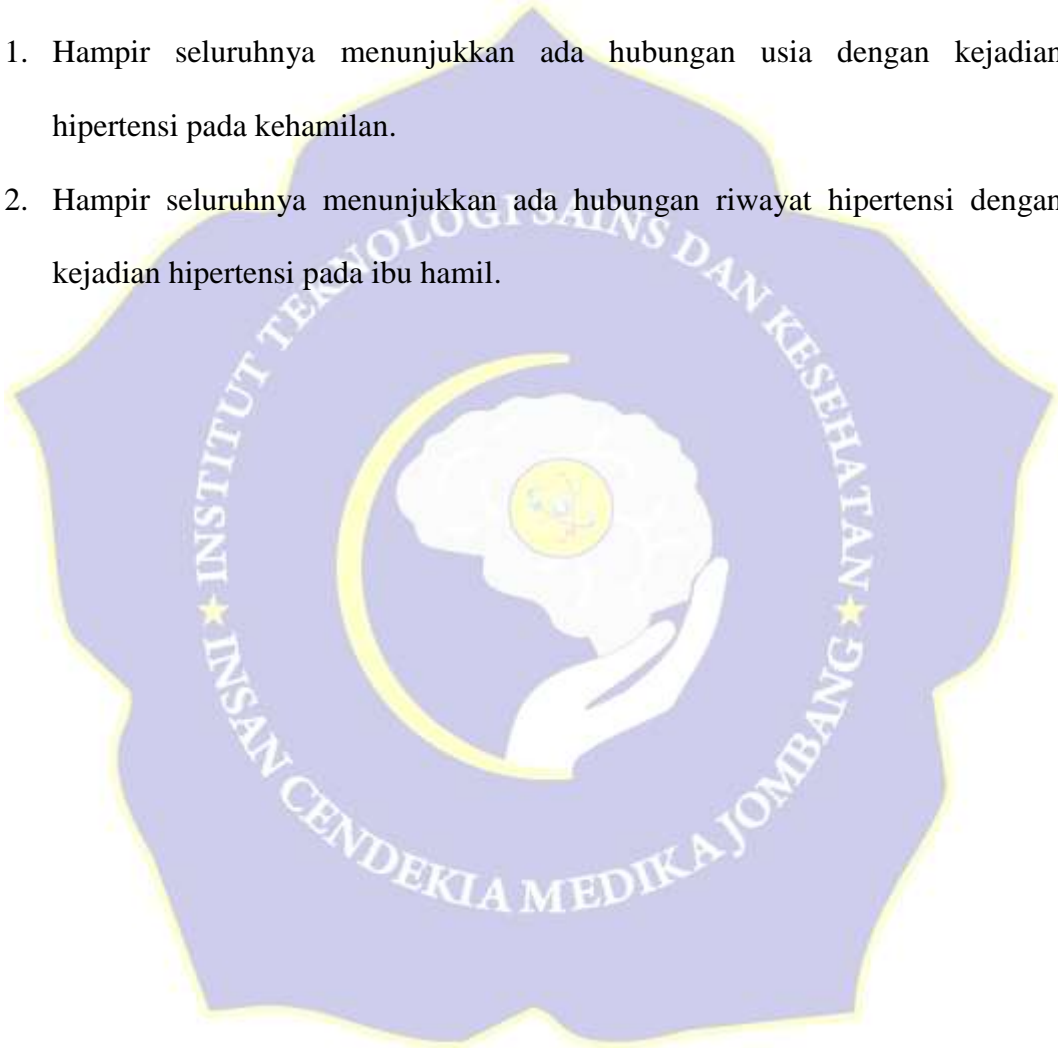 1. Hampir seluruhnya menunjukkan ada hubungan usia dengan kejadian
hipertensi pada kehamilan.
2. Hampir seluruhnya menunjukkan ada hubungan riwayat hipertensi dengan
kejadian hipertensi pada ibu hamil.
INSTITUT TEKNOLOGI SAINS DAN KESEHATAN
INSAN CENDEKIA MEDIKA JOMBANG